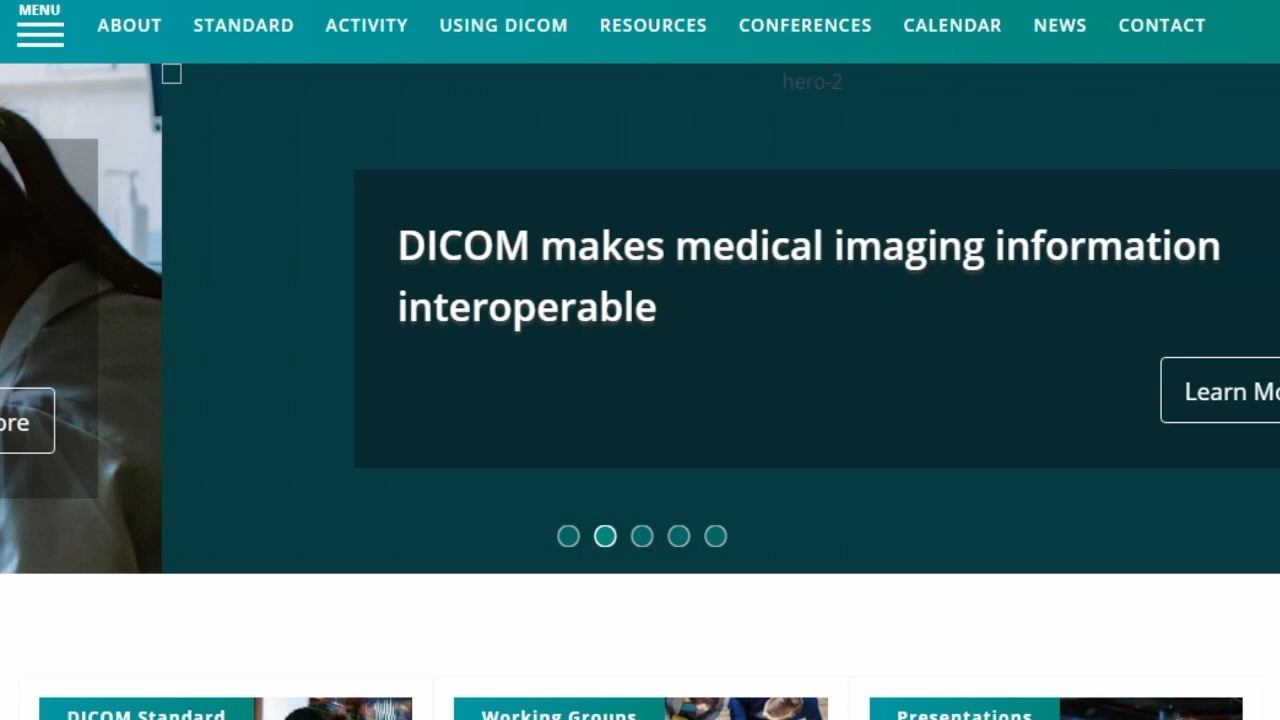 MENU
ABOUT STANDARD ACTIVITY USING DICOM RESOURCES CONFERENCES CALENDAR NEWS CONTACT
hero-2
DICOM makes medical imaging information
interoperable
Learn Mo
ore
DICOM Standard Working Groups Presentations